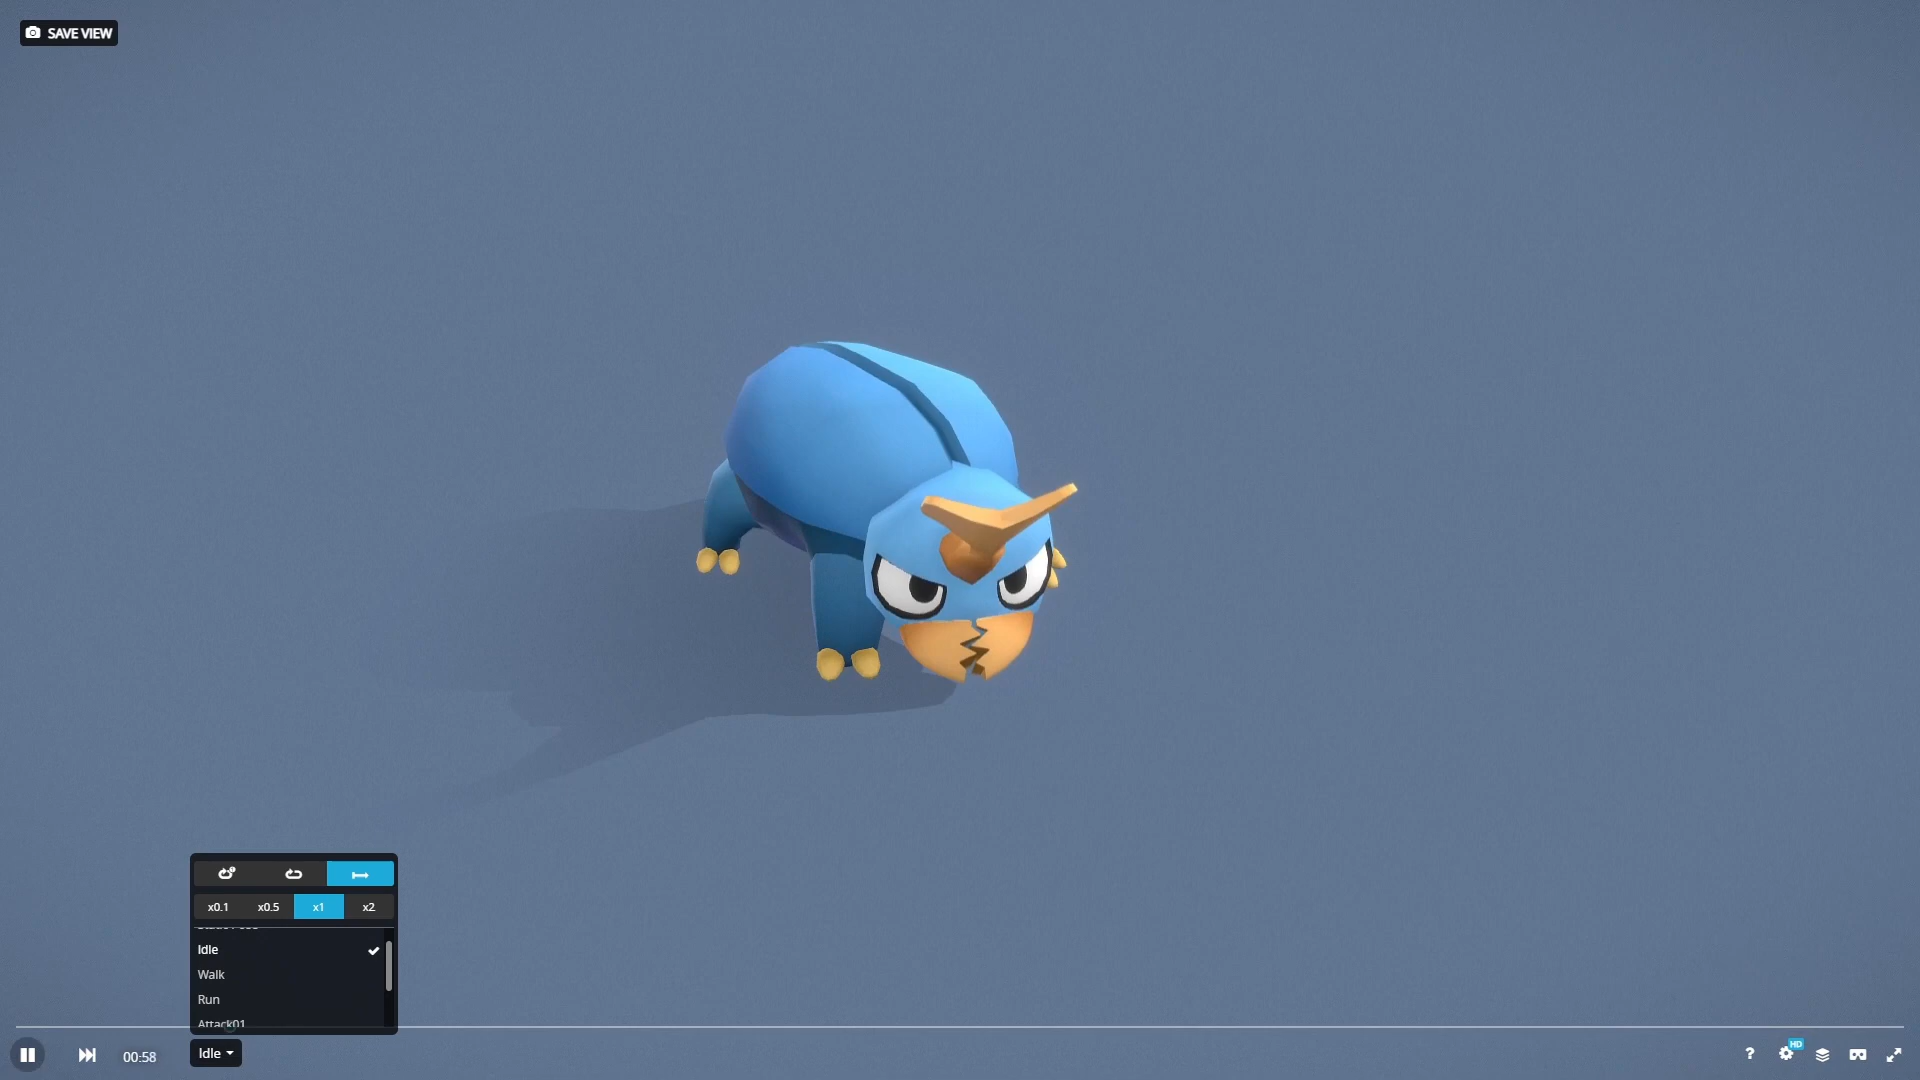 SAVE VIEW
x0.1 x0.5 x1 x2
Idle
Walk
Run
Attack01
00:58
Idle
?
HD